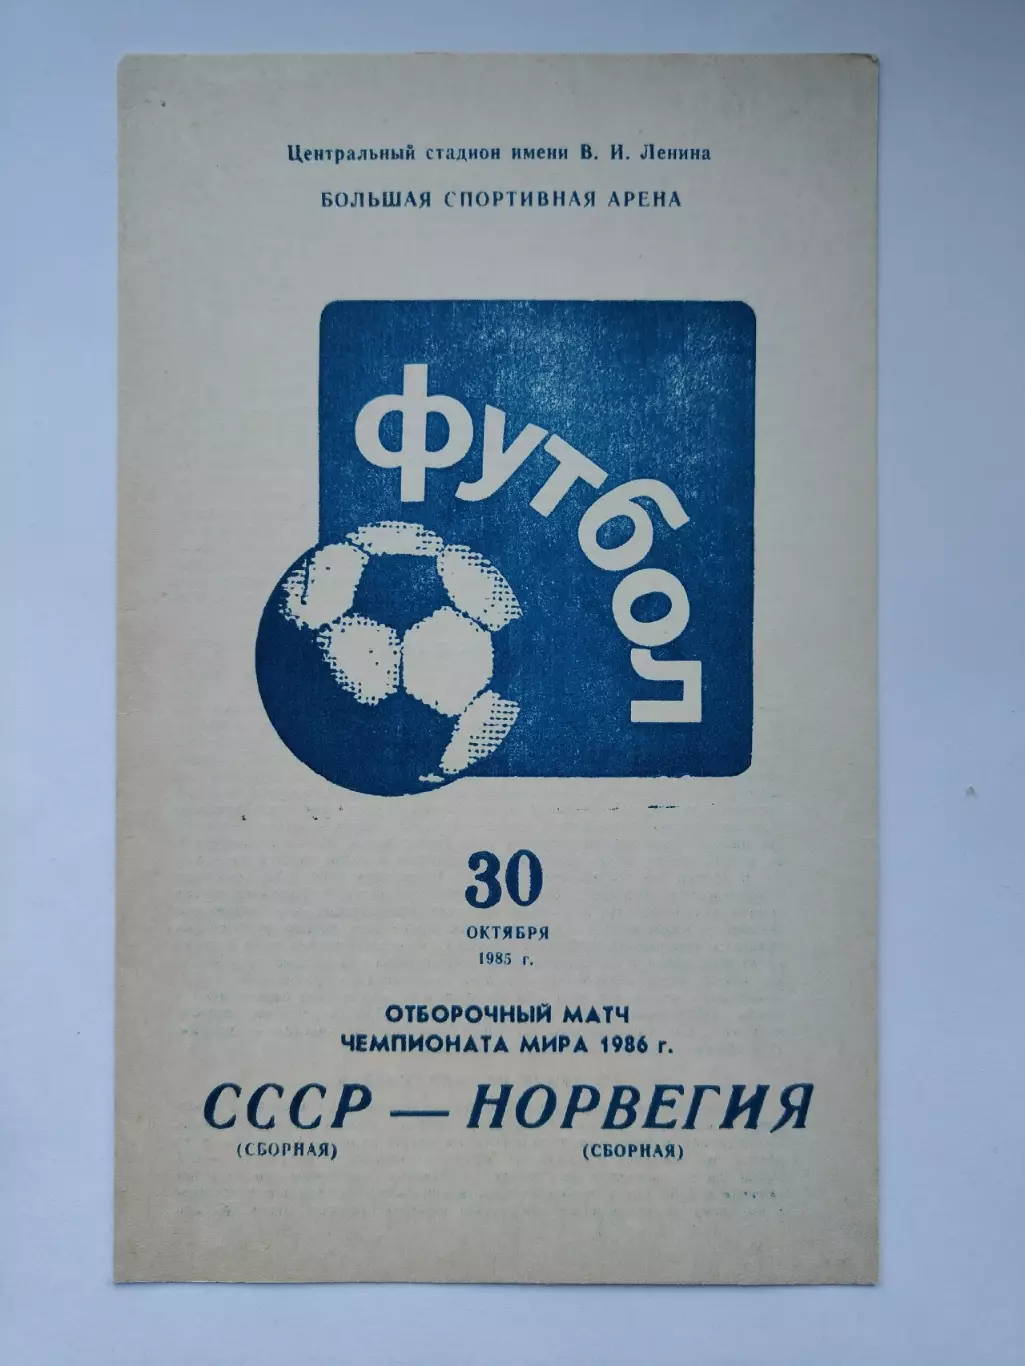 Центральный стадион имени В. И. Ленина
БОЛЬШАЯ СПОРТИВНАЯ АРЕНА
футбол
30
ОКТЯБРЯ
1985 г.
ОТБОРОЧНЫЙ МАТЧ
ЧЕМПИОНАТА МИРА 1986 г.
СССР — НОРВЕГИЯ
(СБОРНАЯ) (СБОРНАЯ)